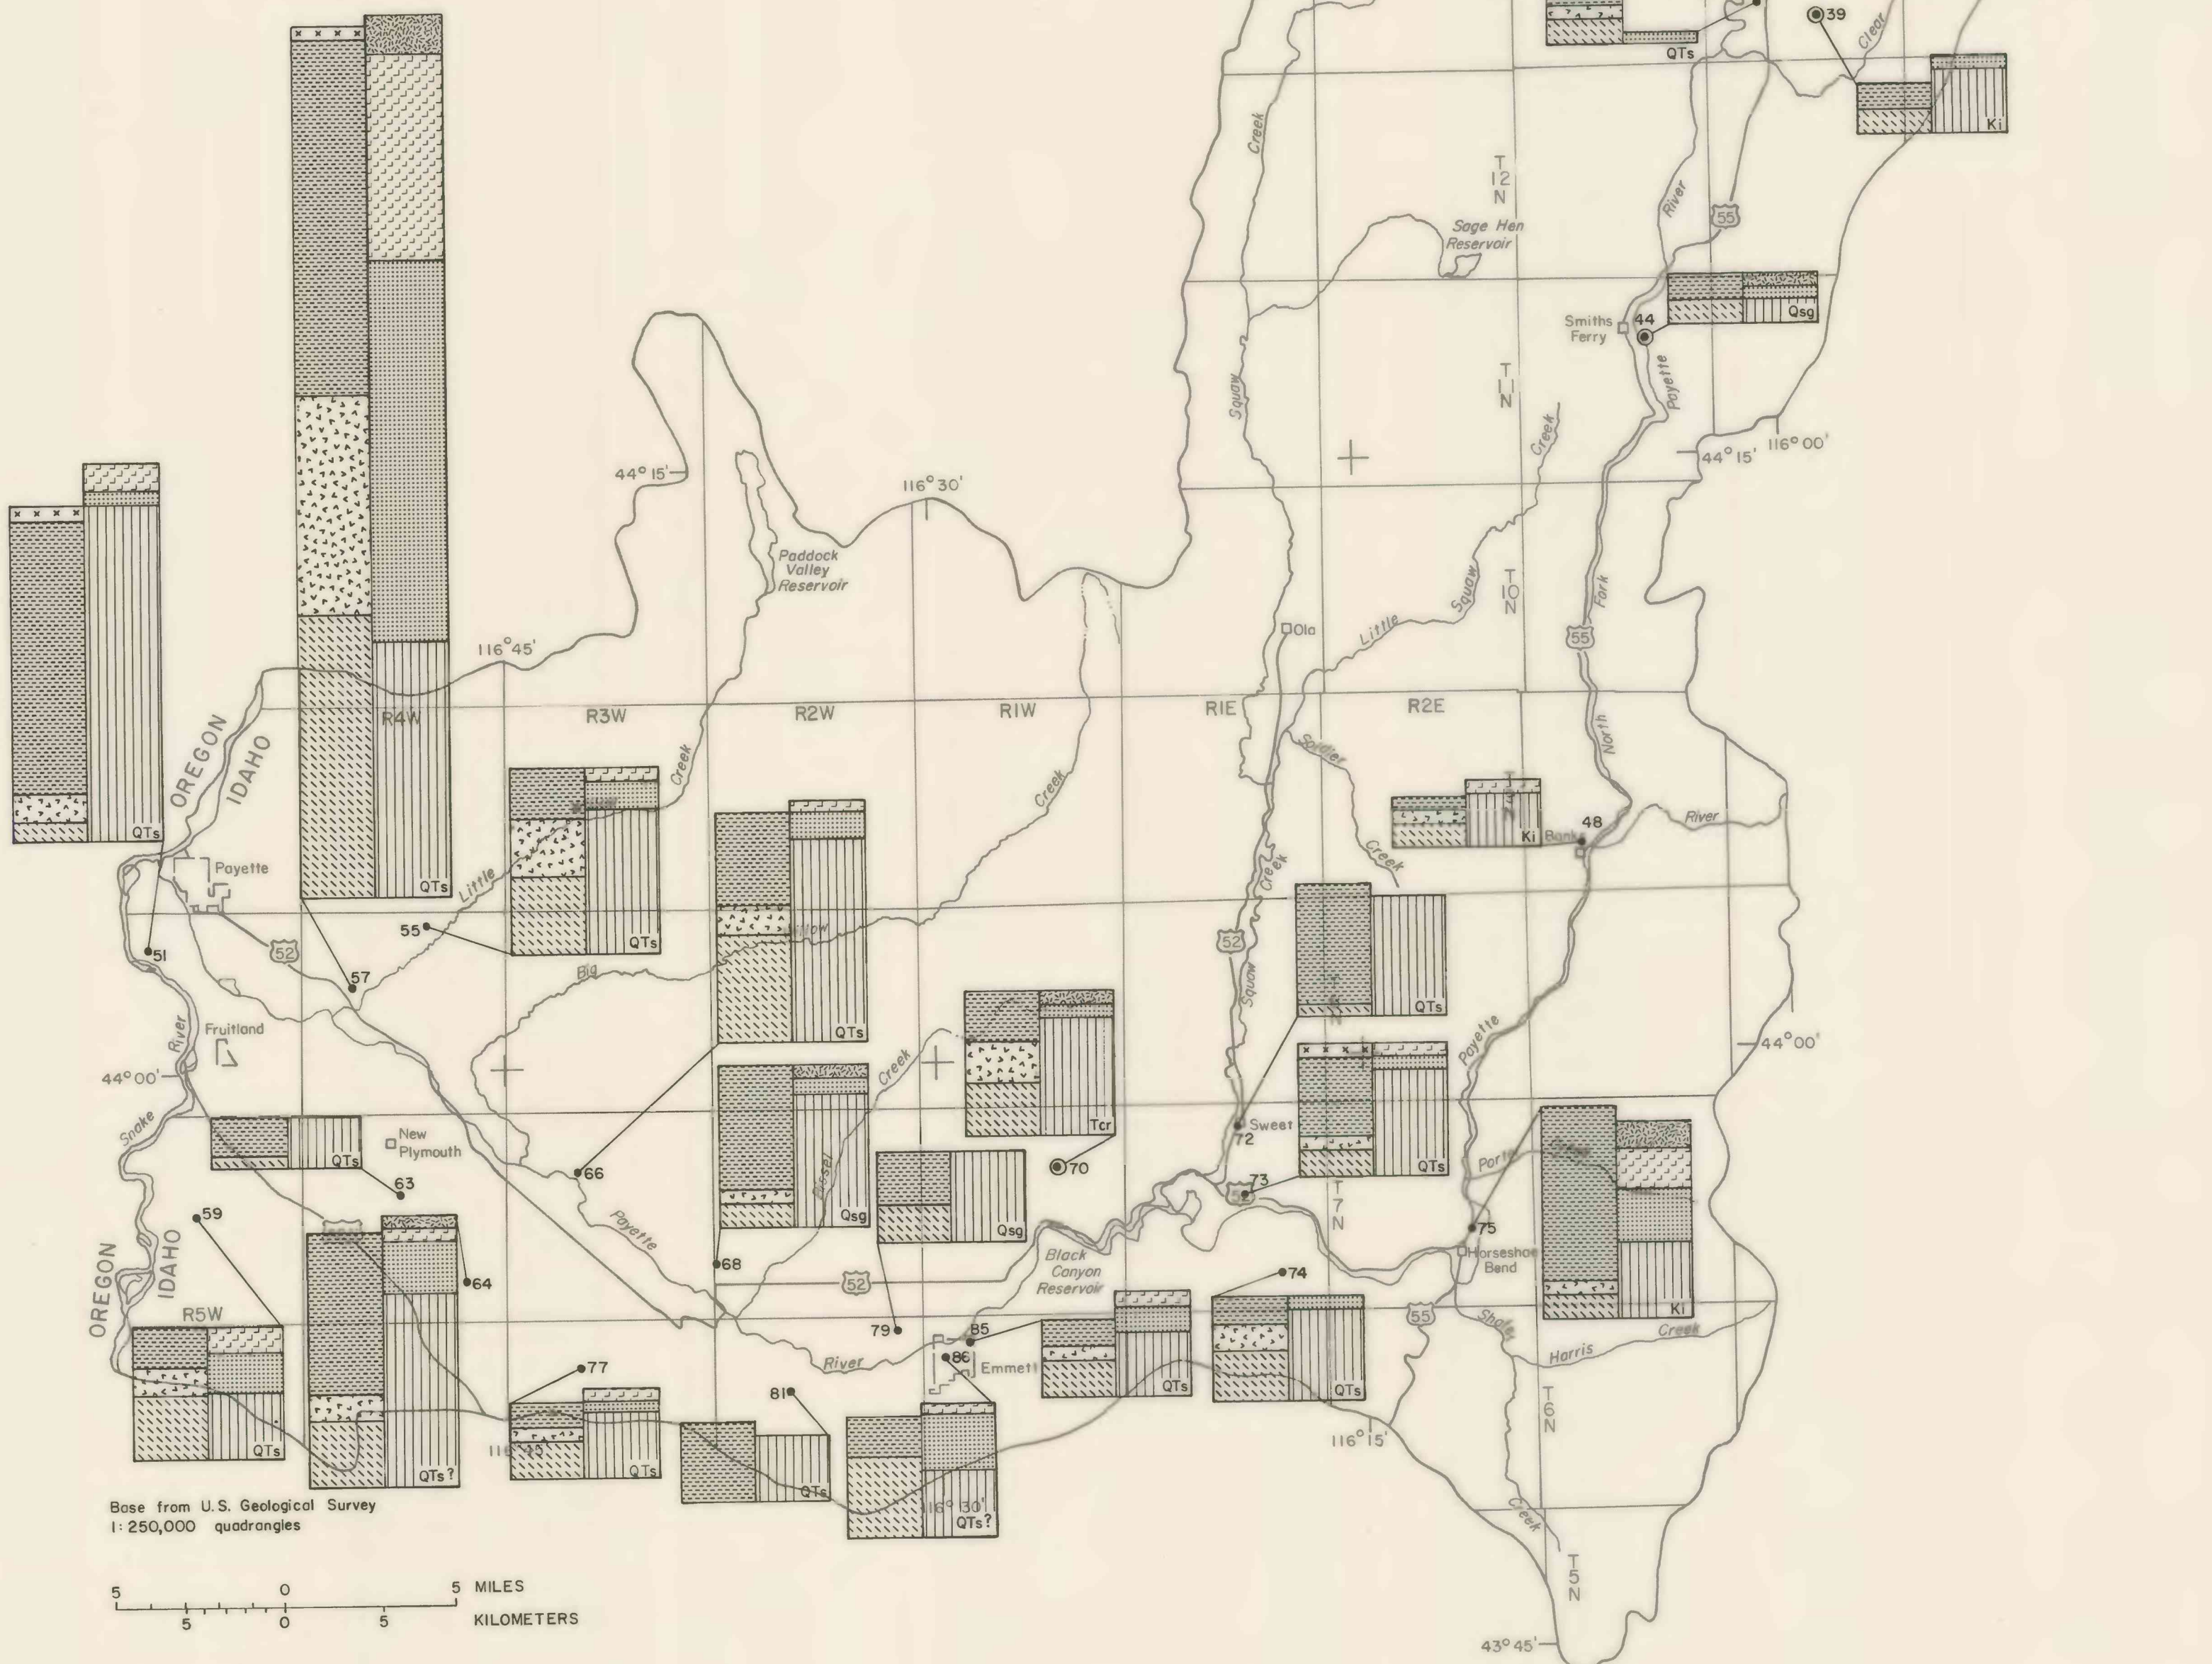 39
Clear
QTs
Ki
Creek
T
12
N
River
55
Sage Hen
Reservoir
Qsg
Smiths
Ferry
44
T
11
N
Payette
Squaw
Creek
44° 15'
116° 00'
44° 15'
116° 30'
Paddock
Valley
Reservoir
T
10
N
Squaw
Fork
Little
Ola
55
116° 45'
R4W
R3W
R2W
R1W
R1E
R2E
OREGON
IDAHO
Creek
Creek
Soldier
Creek
North
48
River
Ki
Banks
QTs
Payette
QTs
Little
QTs
QTs
55
51
52
57
Big
Willow
52
Creek
Squaw
QTs
Payette
44° 00'
River
Fruitland
44° 00'
Creek
Tcr
Sweet
72
QTs
Snake
QTs
New
Plymouth
63
66
Bissel
Qsg
Qsg
70
73
52
T
7
N
Porter
75
Horseshoe
Bend
Ki
59
OREGON
IDAHO
R5W
64
Payette
68
52
Black
Canyon
Reservoir
74
55
Shafer
Creek
Harris
Creek
79
85
86
Emmett
River
77
81
QTs
QTs
QTs
QTs?
116° 45'
QTs
QTs
116° 30'
QTs?
116° 15'
T
6
N
T
5
N
43° 45'
Base from U.S. Geological Survey
1:250,000 quadrangles
5 0 5 MILES
5 0 5 KILOMETERS